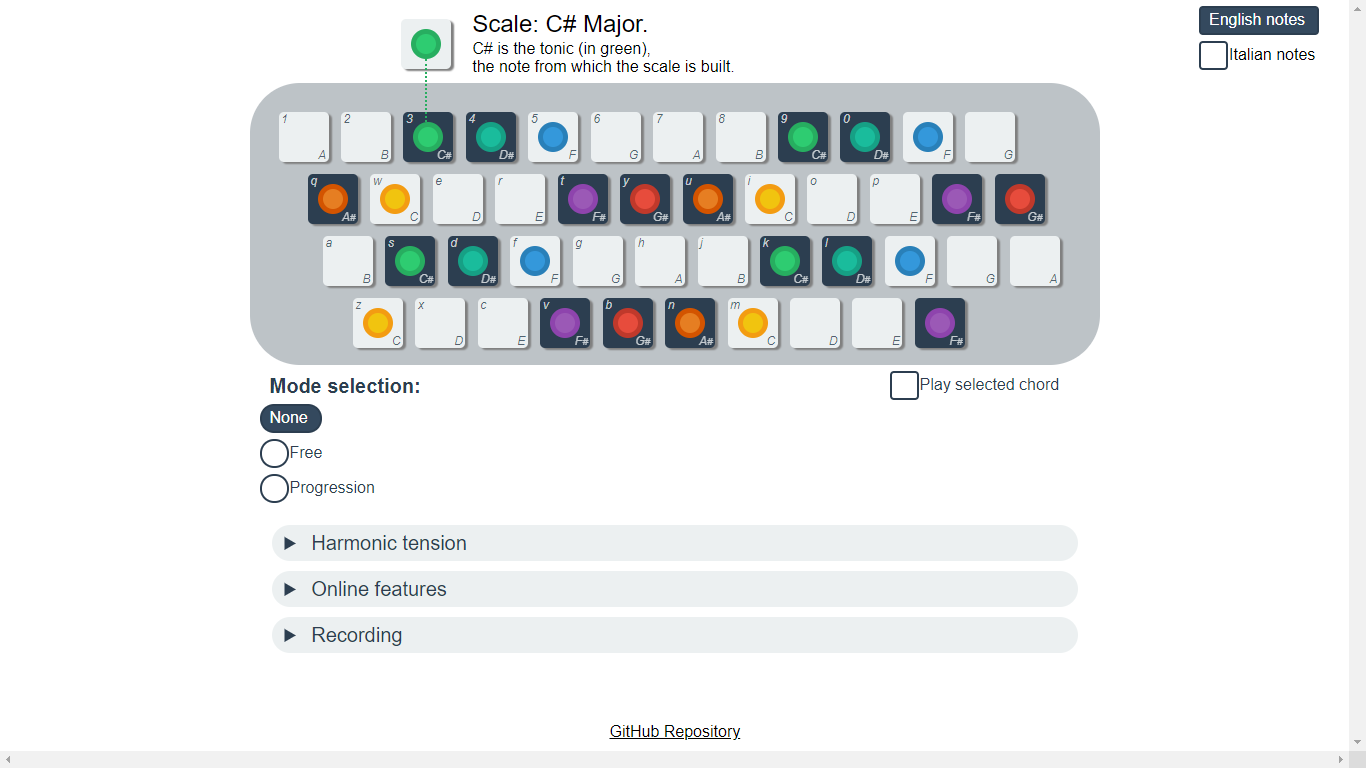 Scale: C# Major.
C# is the tonic (in green),
the note from which the scale is built.
English notes
Italian notes
1 A 2 B 3 C# 4 D# 5 F 6 G 7 A 8 B 9 C# 0 D# F G
q A# w C e D r E t F# y G# u A# i C o D p E F# G#
a B s C# d D# f F g G h A j B k C# l D# F G A
z C x D c E v F# b G# n A# m C D E F#
Mode selection:
Play selected chord
None
Free
Progression
Harmonic tension
Online features
Recording
GitHub Repository